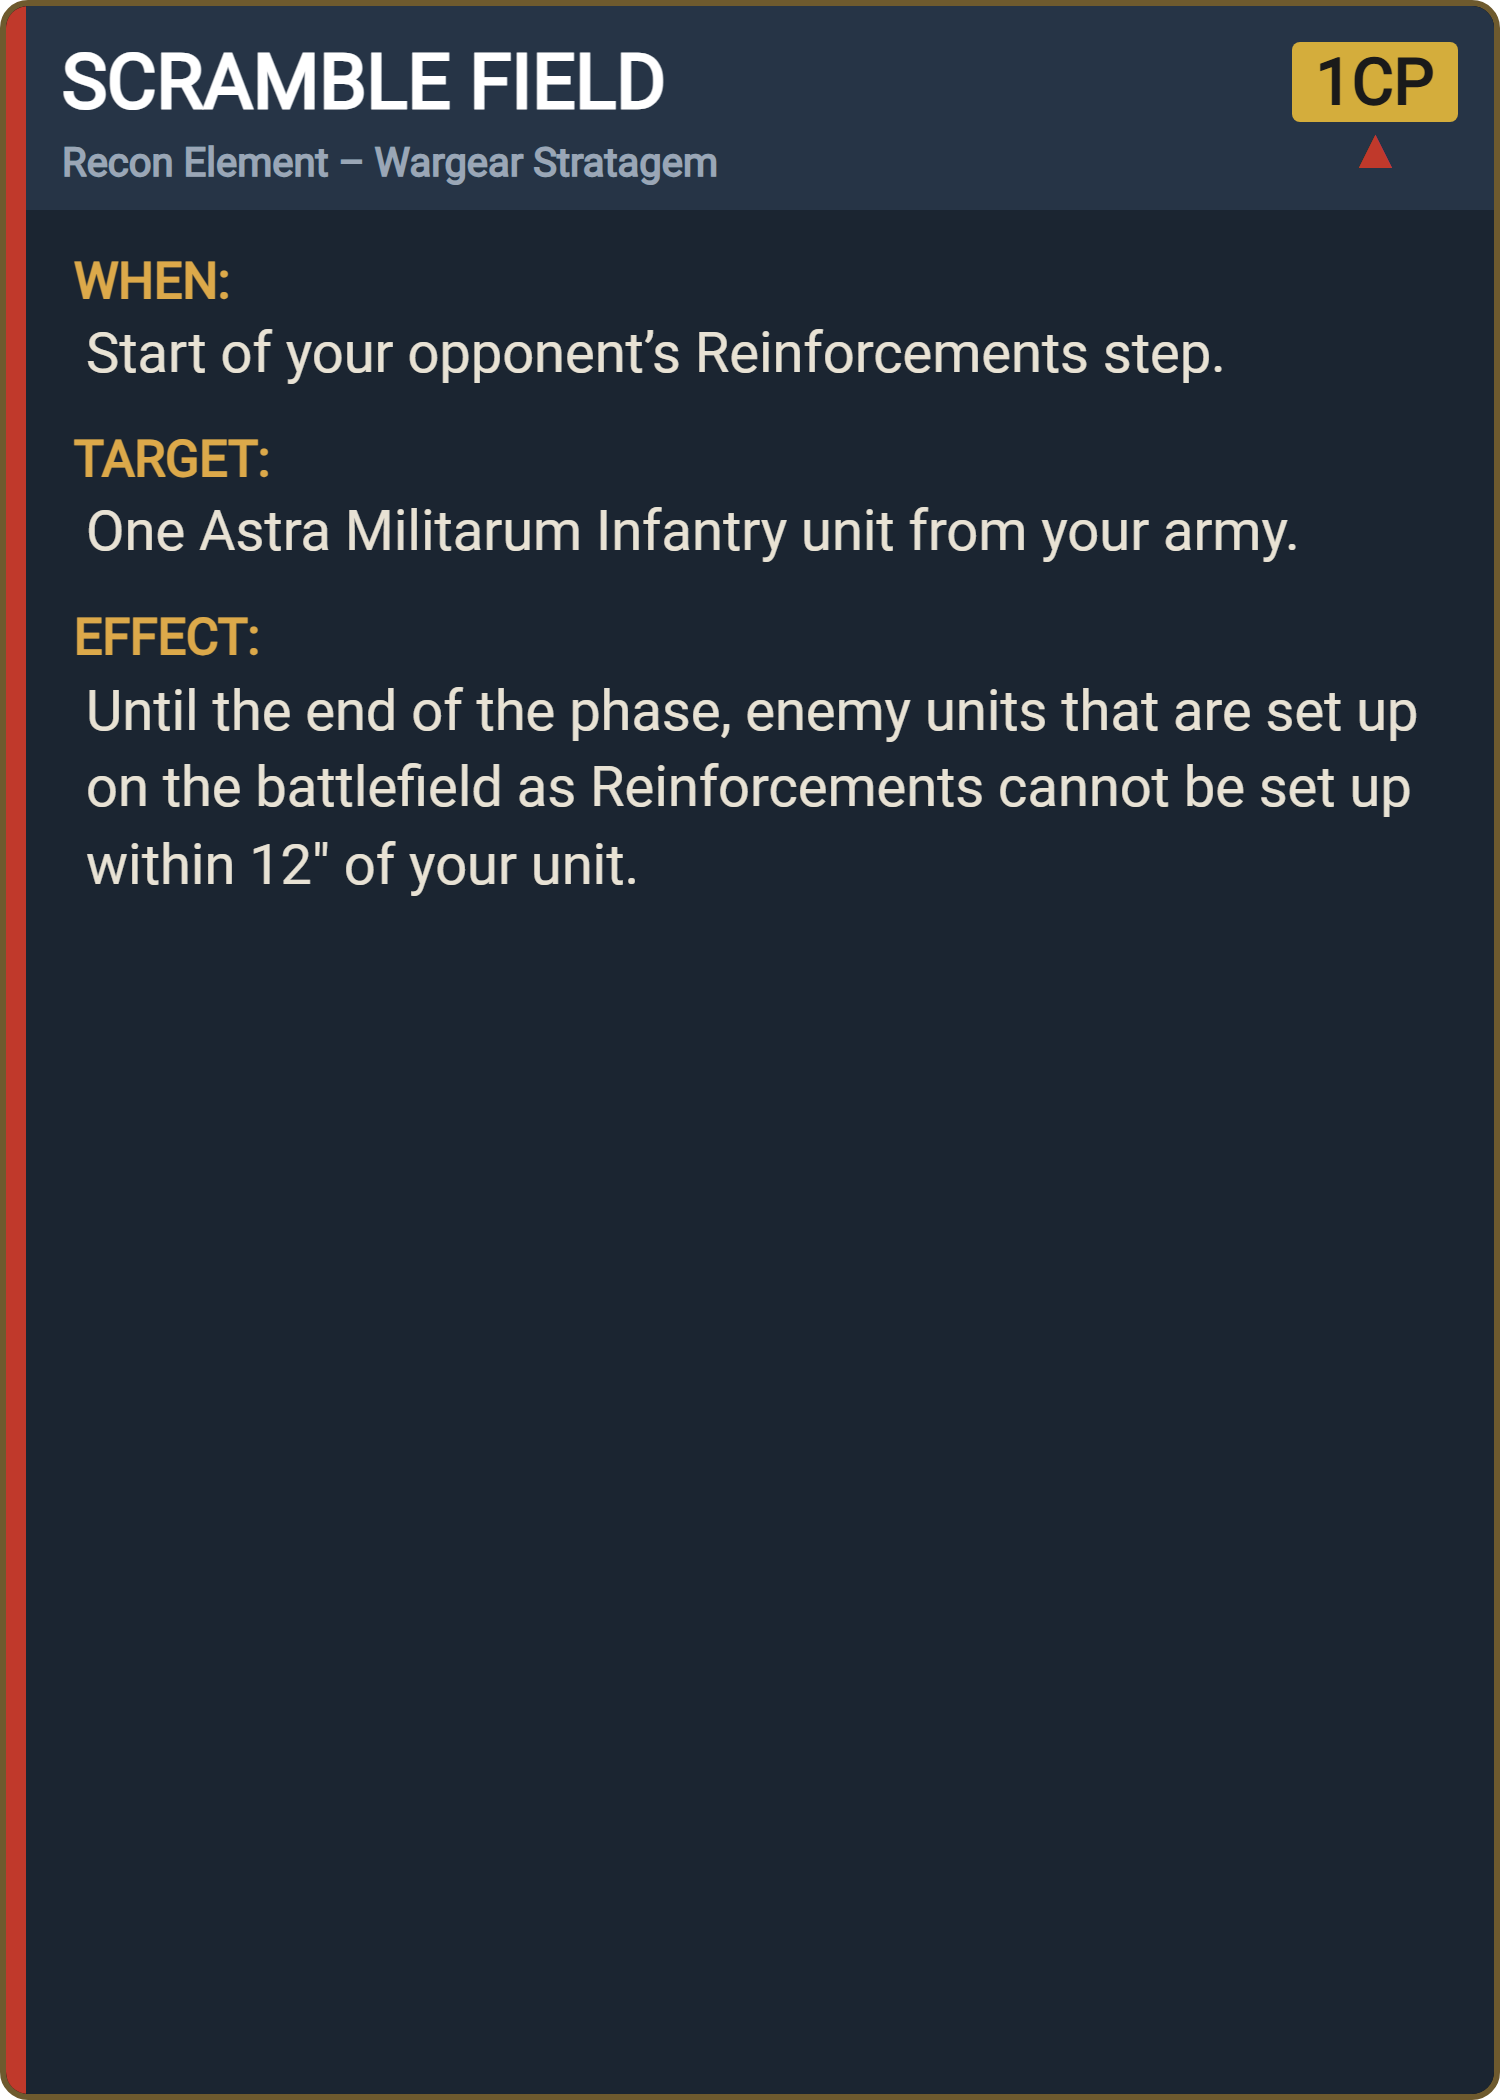 SCRAMBLE FIELD
1CP
Recon Element – Wargear Stratagem
WHEN:
Start of your opponent’s Reinforcements step.
TARGET:
One Astra Militarum Infantry unit from your army.
EFFECT:
Until the end of the phase, enemy units that are set up
on the battlefield as Reinforcements cannot be set up
within 12" of your unit.